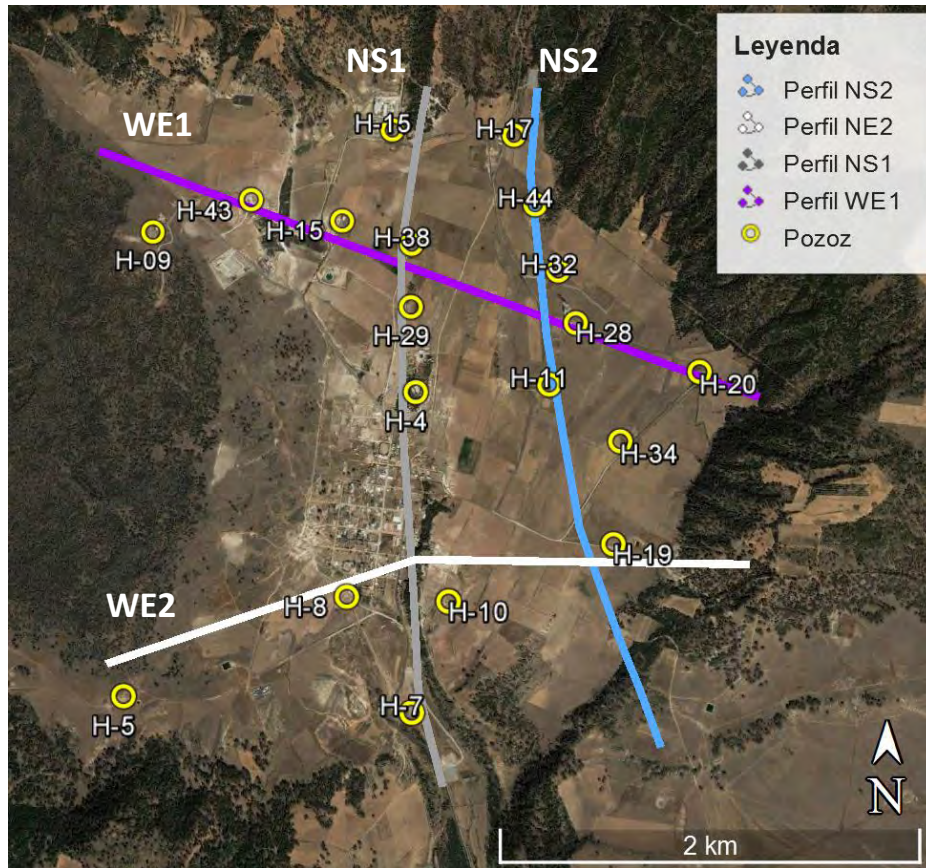 NS1
NS2
WE1
H-15
H-17
H-43
H-15
H-44
H-38
H-09
H-32
H-29
H-28
H-11
H-20
H-4
H-34
H-19
WE2
H-8
H-10
H-5
H-7
Leyenda
Perfil NS2
Perfil NE2
Perfil NS1
Perfil WE1
Pozoz
N
2 km